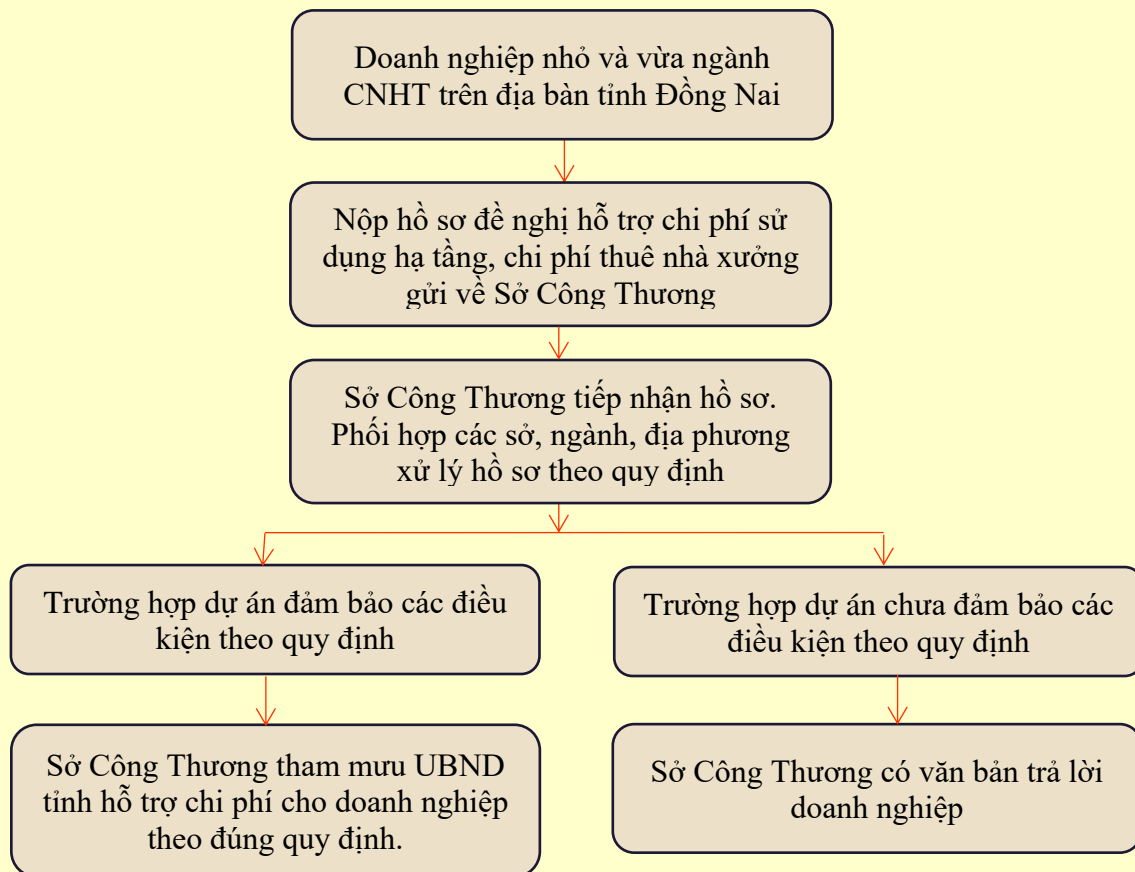 Doanh nghiệp nhỏ và vừa ngành
CNHT trên địa bàn tỉnh Đồng Nai
Nộp hồ sơ đề nghị hỗ trợ chi phí sử
dụng hạ tầng, chi phí thuê nhà xưởng
gửi về Sở Công Thương
Sở Công Thương tiếp nhận hồ sơ.
Phối hợp các sở, ngành, địa phương
xử lý hồ sơ theo quy định
Trường hợp dự án đảm bảo các điều
kiện theo quy định
Trường hợp dự án chưa đảm bảo các
điều kiện theo quy định
Sở Công Thương tham mưu UBND
tỉnh hỗ trợ chi phí cho doanh nghiệp
theo đúng quy định.
Sở Công Thương có văn bản trả lời
doanh nghiệp